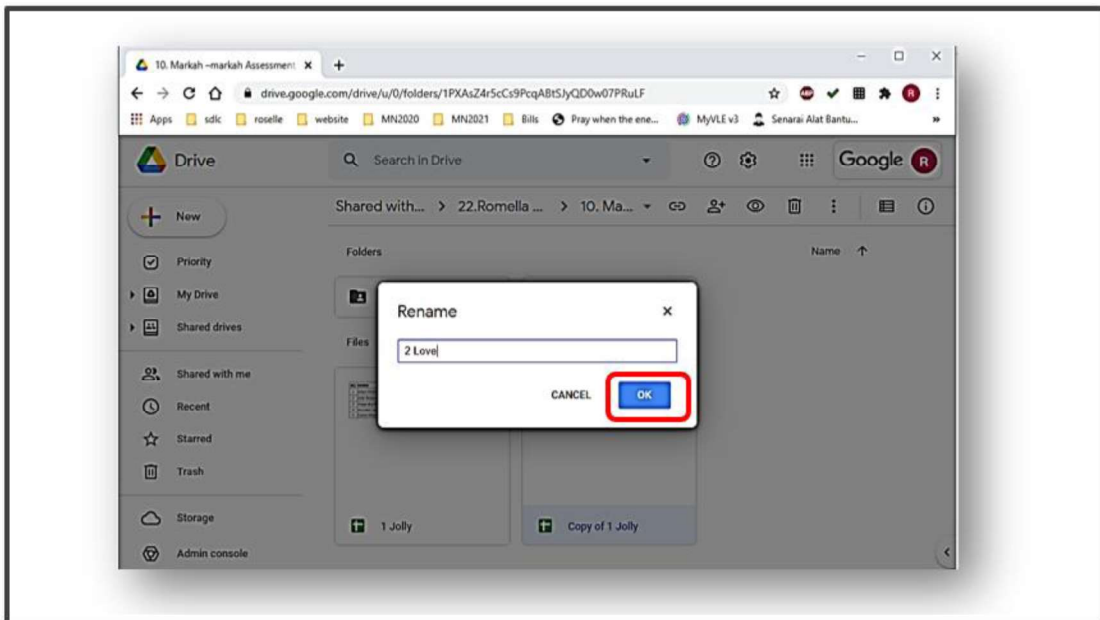 10. Markah –markah Assessment
drive.google.com/drive/u/0/folders/1PXAsZ4r5cCs9PcqABtSJyQD0w07PRuLF
Apps sdlc roselle website MN2020 MN2021 Bills Pray when the ene... MyVLE v3 Senarai Alat Bantu... »
Drive Search in Drive Google R
New Shared with... > 22.Romella ... > 10. Ma...
Folders Name
Priority
My Drive
Rename
Shared drives
Files
2 Love
Shared with me
CANCEL OK
Recent
Starred
Trash
Storage 1 Jolly Copy of 1 Jolly
Admin console